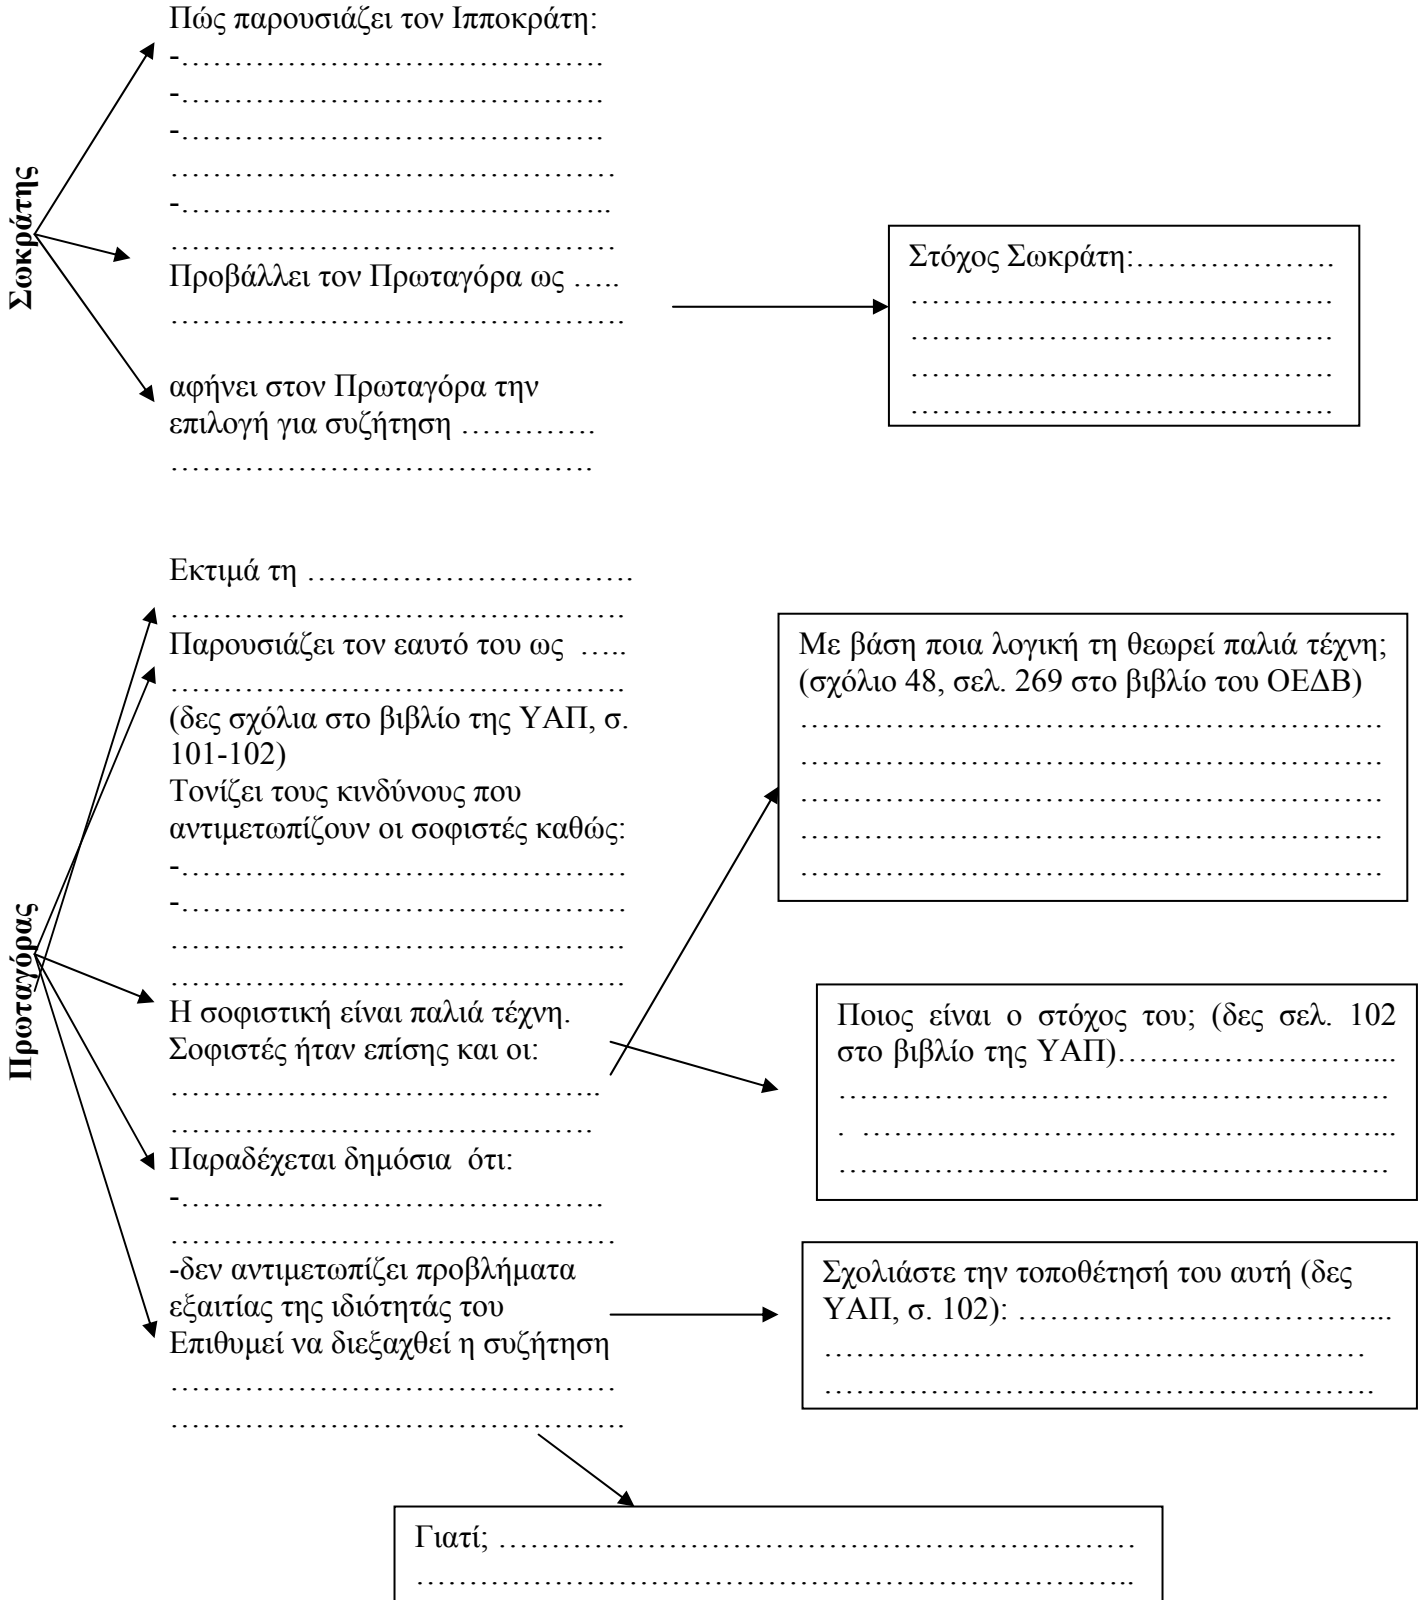 Πώς παρουσιάζει τον Ιπποκράτη:
-………………………………….
-………………………………….
-………………………………….
……………………………………
-…………………………………..
……………………………………
Προβάλλει τον Πρωταγόρα ως …..
…………………………………….
αφήνει στον Πρωταγόρα την
επιλογή για συζήτηση ………….
………………………………….
Σωκράτης
Στόχος Σωκράτη:……………….
………………………………….
………………………………….
………………………………….
………………………………….
Εκτιμά τη ………………………….
…………………………………….
Παρουσιάζει τον εαυτό του ως …..
…………………………………….
(δες σχόλια στο βιβλίο της ΥΑΠ, σ.
101-102)
Τονίζει τους κινδύνους που
αντιμετωπίζουν οι σοφιστές καθώς:
-……………………………………
-……………………………………
…………………………………….
…………………………………….
Η σοφιστική είναι παλιά τέχνη.
Σοφιστές ήταν επίσης και οι:
…………………………………..
………………………………….
Παραδέχεται δημόσια ότι:
-………………………………….
……………………………………
-δεν αντιμετωπίζει προβλήματα
εξαιτίας της ιδιότητάς του
Επιθυμεί να διεξαχθεί η συζήτηση
……………………………………
…………………………………….
Πρωταγόρας
Με βάση ποια λογική τη θεωρεί παλιά τέχνη;
(σχόλιο 48, σελ. 269 στο βιβλίο του ΟΕΔΒ)
……………………………………………….
……………………………………………….
……………………………………………….
……………………………………………….
……………………………………………….
Ποιος είναι ο στόχος του; (δες σελ. 102
στο βιβλίο της ΥΑΠ)……………………...
…………………………………………….
. …………………………………………...
…………………………………………….
Σχολιάστε την τοποθέτησή του αυτή (δες
ΥΑΠ, σ. 102): ……………………………...
……………………………………………
…………………………………………….
Γιατί; …………………………………………………….
…………………………………………………………..